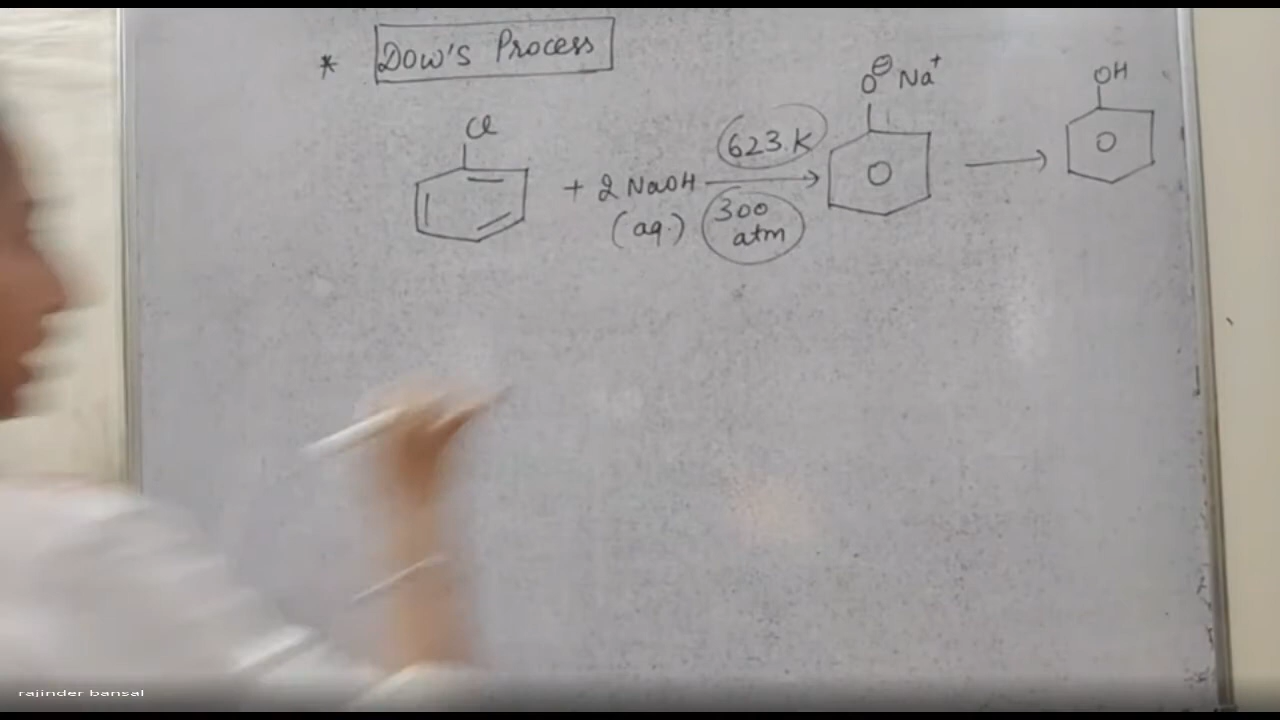 * Dow's Process
Cl
+ 2 NaOH
(aq.)
623 K
300
atm
O⊖ Na⁺
OH
rajinder bansal